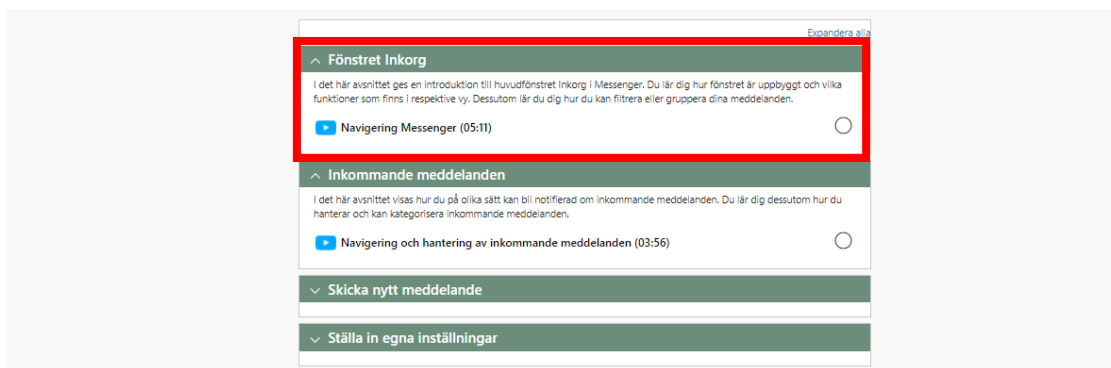 Expandera alla
Fönstret Inkorg
I det här avsnittet ges en introduktion till huvudfönstret Inkorg i Messenger. Du lär dig hur fönstret är uppbyggt och vilka
funktioner som finns i respektive vy. Dessutom lär du dig hur du kan filtrera eller gruppera dina meddelanden.
Navigering Messenger (05:11)
Inkommande meddelanden
I det här avsnittet visas hur du på olika sätt kan bli notifierad om inkommande meddelanden. Du lär dig dessutom hur du
hanterar och kan kategorisera inkommande meddelanden.
Navigering och hantering av inkommande meddelanden (03:56)
Skicka nytt meddelande
Ställa in egna inställningar